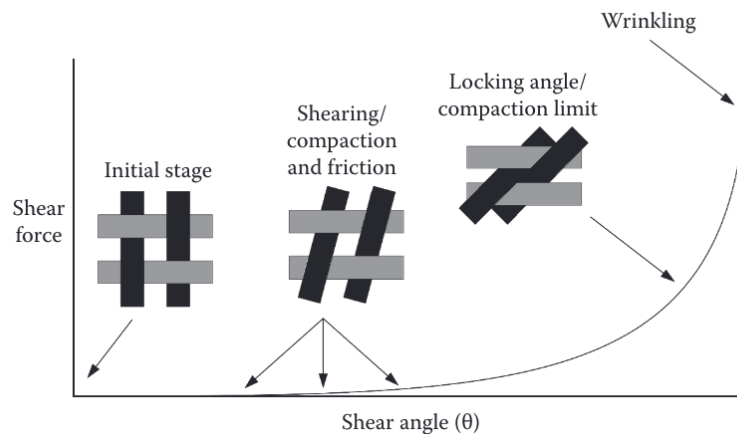 Wrinkling
Locking angle/
compaction limit
Shearing/
compaction
and friction
Initial stage
Shear
force
Shear angle (θ)